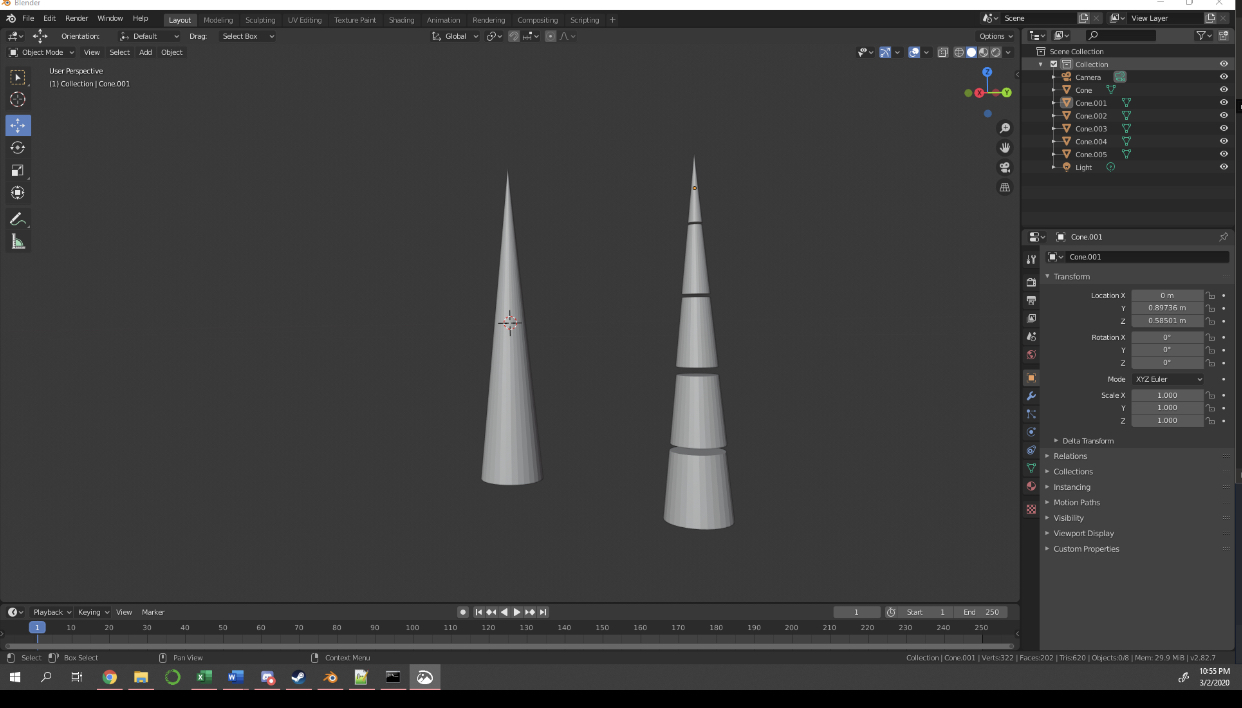 Blender
File Edit Render Window Help Layout Modeling Sculpting UV Editing Texture Paint Shading Animation Rendering Compositing Scripting + Scene View Layer
Orientation: Default Drag: Select Box Global Options
Object Mode View Select Add Object
User Perspective
(1) Collection | Cone.001
Z
X Y
Scene Collection
Collection
Camera
Cone
Cone.001
Cone.002
Cone.003
Cone.004
Cone.005
Light
Cone.001
Cone.001
Transform
Location X 0 m
Y 0.89736 m
Z 0.58501 m
Rotation X 0°
Y 0°
Z 0°
Mode XYZ Euler
Scale X 1.000
Y 1.000
Z 1.000
Delta Transform
Relations
Collections
Instancing
Motion Paths
Visibility
Viewport Display
Custom Properties
Playback Keying View Marker 1 Start 1 End 250
1 10 20 30 40 50 60 70 80 90 100 110 120 130 140 150 160 170 180 190 200 210 220 230 240 250
Select Box Select Pan View Context Menu Collection | Cone.001 | Verts:322 | Faces:202 | Tris:620 | Objects:0/8 | Mem: 29.9 MiB | v2.82.7
10:55 PM
3/2/2020